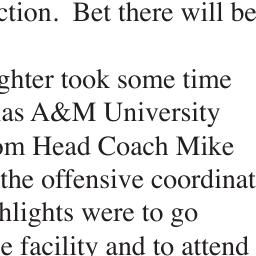 ction.  Bet there will be
ghter took some time
as A&M University
om Head Coach Mike
the offensive coordinat
hlights were to go
e facility and to attend